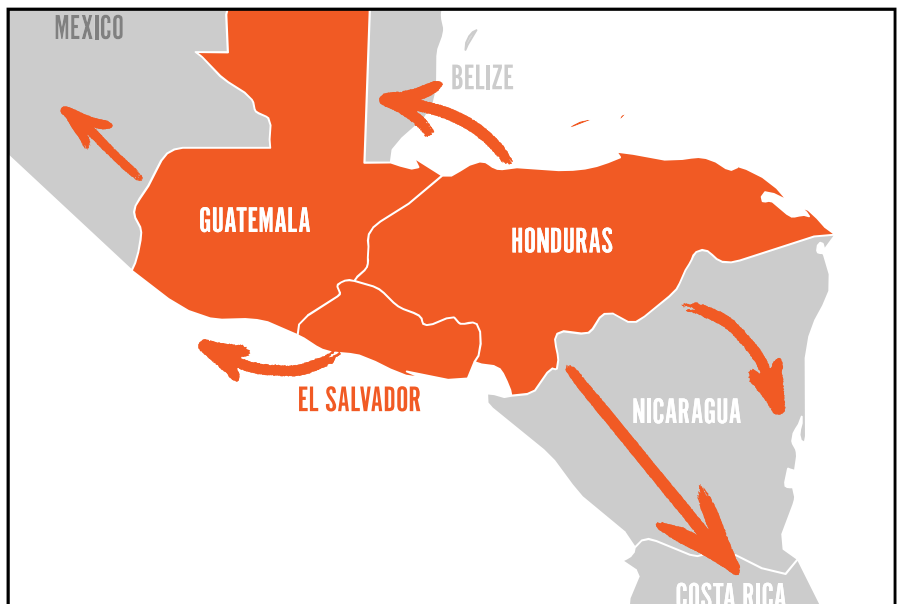 MEXICO
BELIZE
GUATEMALA
HONDURAS
EL SALVADOR
NICARAGUA
COSTA RICA